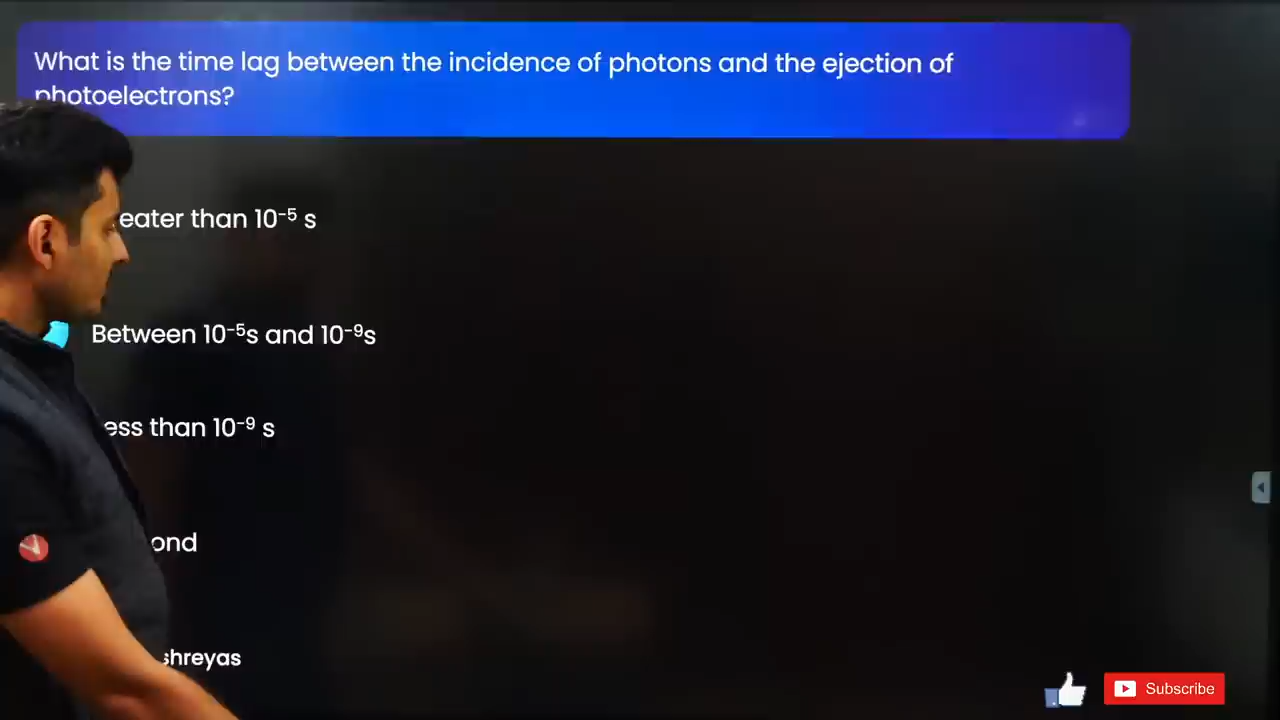 What is the time lag between the incidence of photons and the ejection of
photoelectrons?
eater than 10⁻⁵ s
Between 10⁻⁵s and 10⁻⁹s
ess than 10⁻⁹ s
ond
shreyas
Subscribe